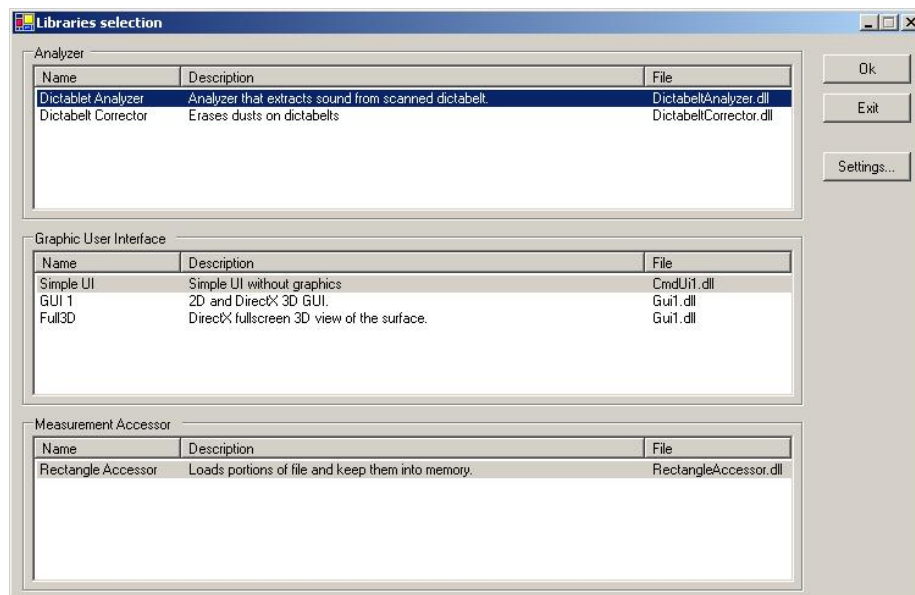 Libraries selection
Analyzer
Name Description File
Dictablet Analyzer Analyzer that extracts sound from scanned dictabelt. DictabeltAnalyzer.dll
Dictabelt Corrector Erases dusts on dictabelts DictabeltCorrector.dll
Ok
Exit
Settings...
Graphic User Interface
Name Description File
Simple UI Simple UI without graphics CmdUi1.dll
GUI 1 2D and DirectX 3D GUI. Gui1.dll
Full3D DirectX fullscreen 3D view of the surface. Gui1.dll
Measurement Accessor
Name Description File
Rectangle Accessor Loads portions of file and keep them into memory. RectangleAccessor.dll